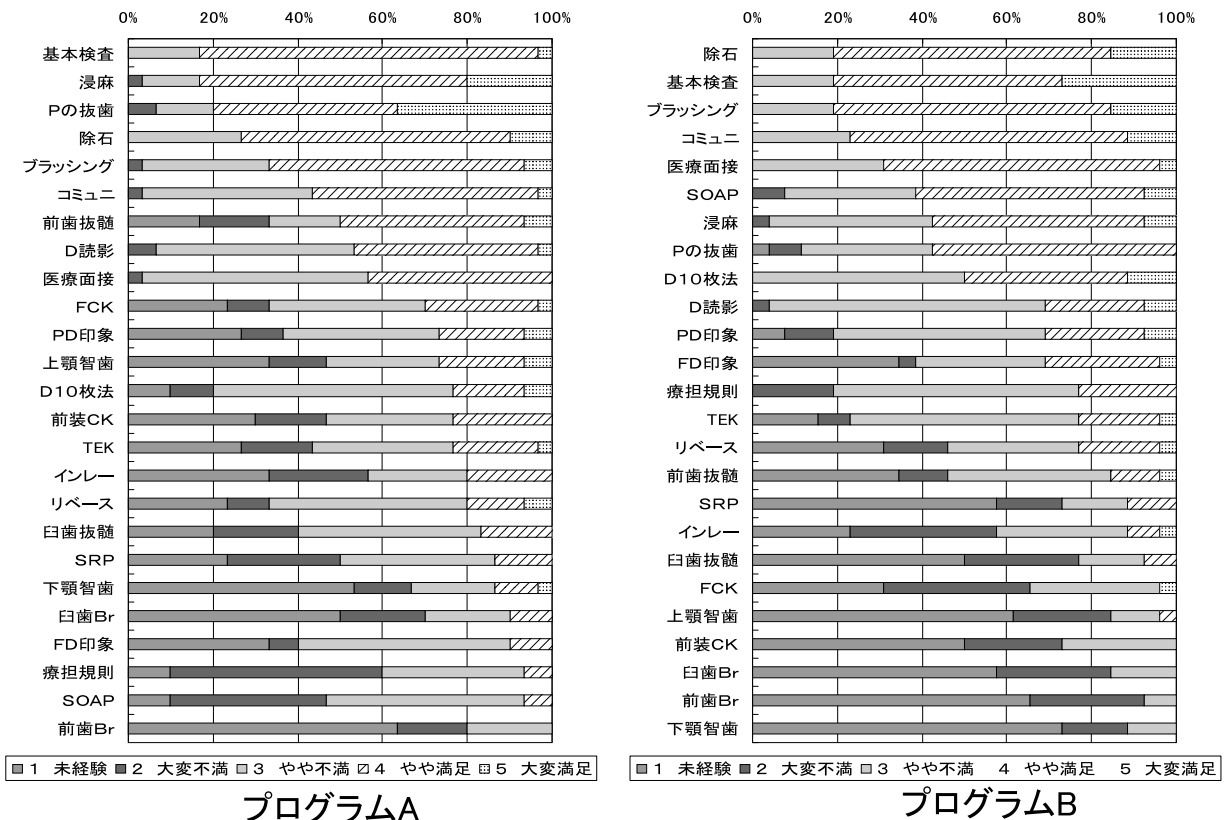 0% 20% 40% 60% 80% 100%
基本検査
浸麻
Pの抜歯
除石
ブラッシング
コミュニ
前歯抜髄
D読影
医療面接
FCK
PD印象
上顎智歯
D10枚法
前装CK
TEK
インレー
リベース
臼歯抜髄
SRP
下顎智歯
臼歯Br
FD印象
療担規則
SOAP
前歯Br
1 未経験 2 大変不満 3 やや不満 4 やや満足 5 大変満足
プログラムA
0% 20% 40% 60% 80% 100%
除石
基本検査
ブラッシング
コミュニ
医療面接
SOAP
浸麻
Pの抜歯
D10枚法
D読影
PD印象
FD印象
療担規則
TEK
リベース
前歯抜髄
SRP
インレー
臼歯抜髄
FCK
上顎智歯
前装CK
臼歯Br
前歯Br
下顎智歯
1 未経験 2 大変不満 3 やや不満 4 やや満足 5 大変満足
プログラムB